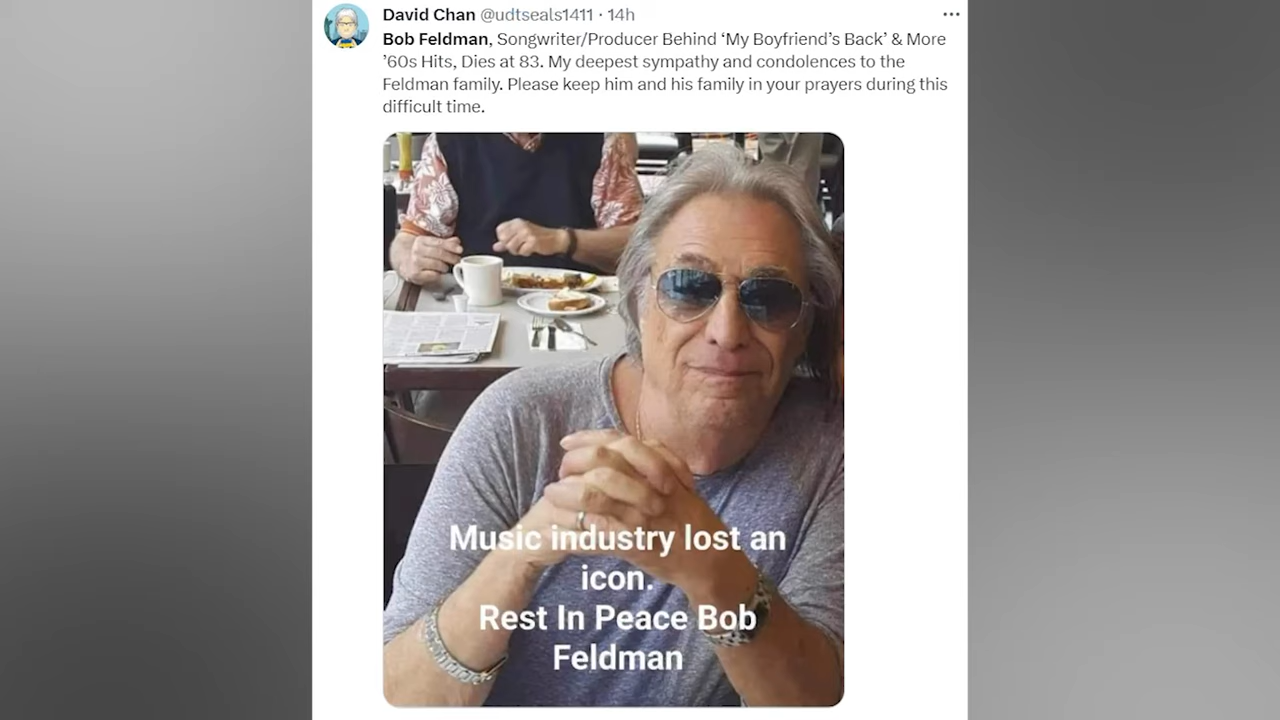 David Chan @udtseals1411 · 14h
Bob Feldman, Songwriter/Producer Behind ‘My Boyfriend’s Back’ & More
’60s Hits, Dies at 83. My deepest sympathy and condolences to the
Feldman family. Please keep him and his family in your prayers during this
difficult time.
Music industry lost an
icon.
Rest In Peace Bob
Feldman